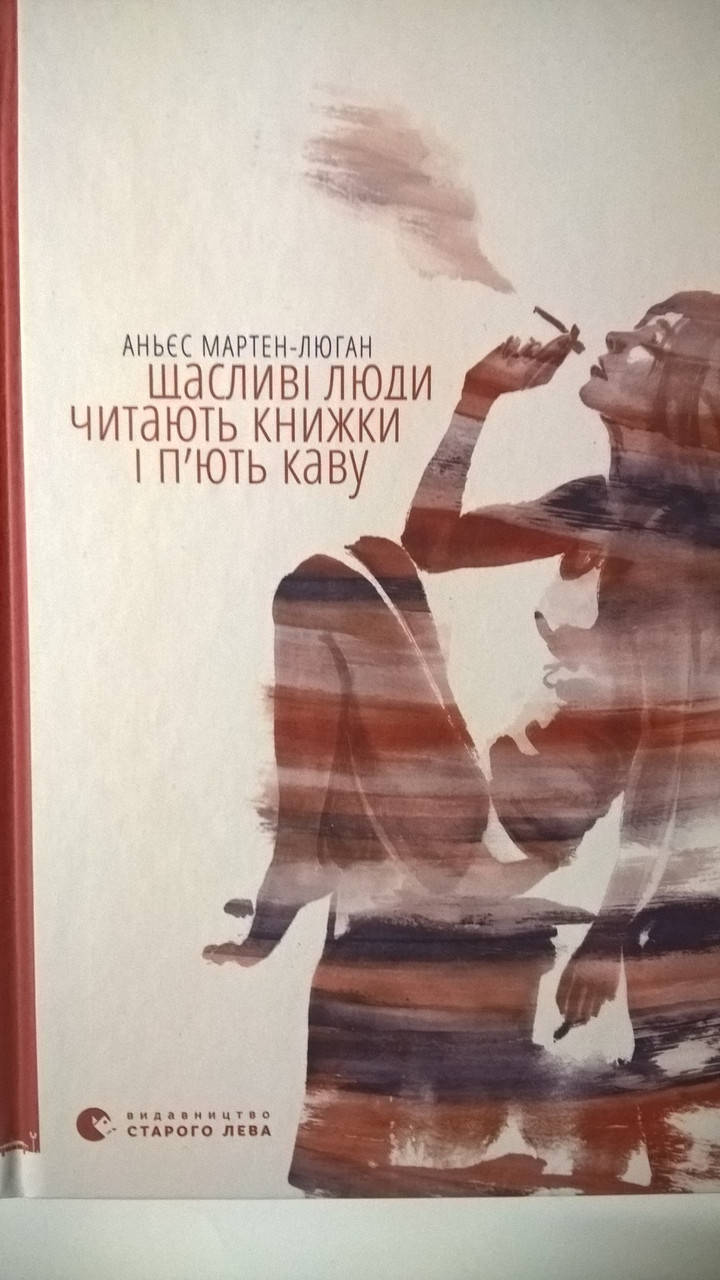 АНЬЄС МАРТЕН-ЛЮГАН
щасливі люди
читають книжки
і п'ють каву
видавництво
СТАРОГО ЛЕВА